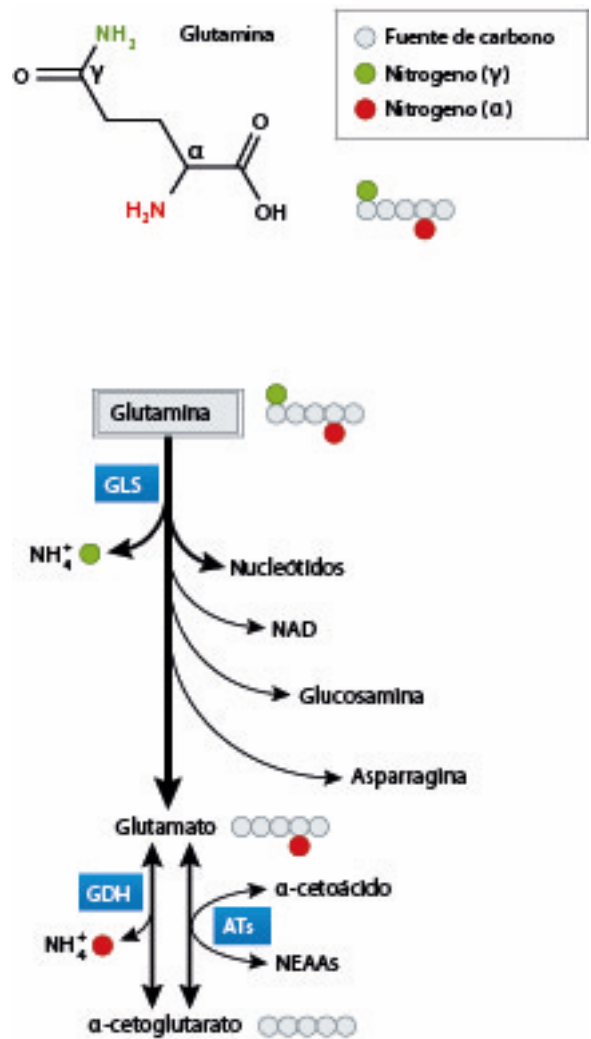 NH₂
Glutamina
O
γ
α
O
H₂N
OH
Fuente de carbono
Nitrogeno (γ)
Nitrogeno (α)
Glutamina
GLS
NH₄⁺
Nucleótidos
NAD
Glucosamina
Asparragina
Glutamato
GDH
α-cetoácido
NH₄⁺
ATs
NEAAs
α-cetoglutarato